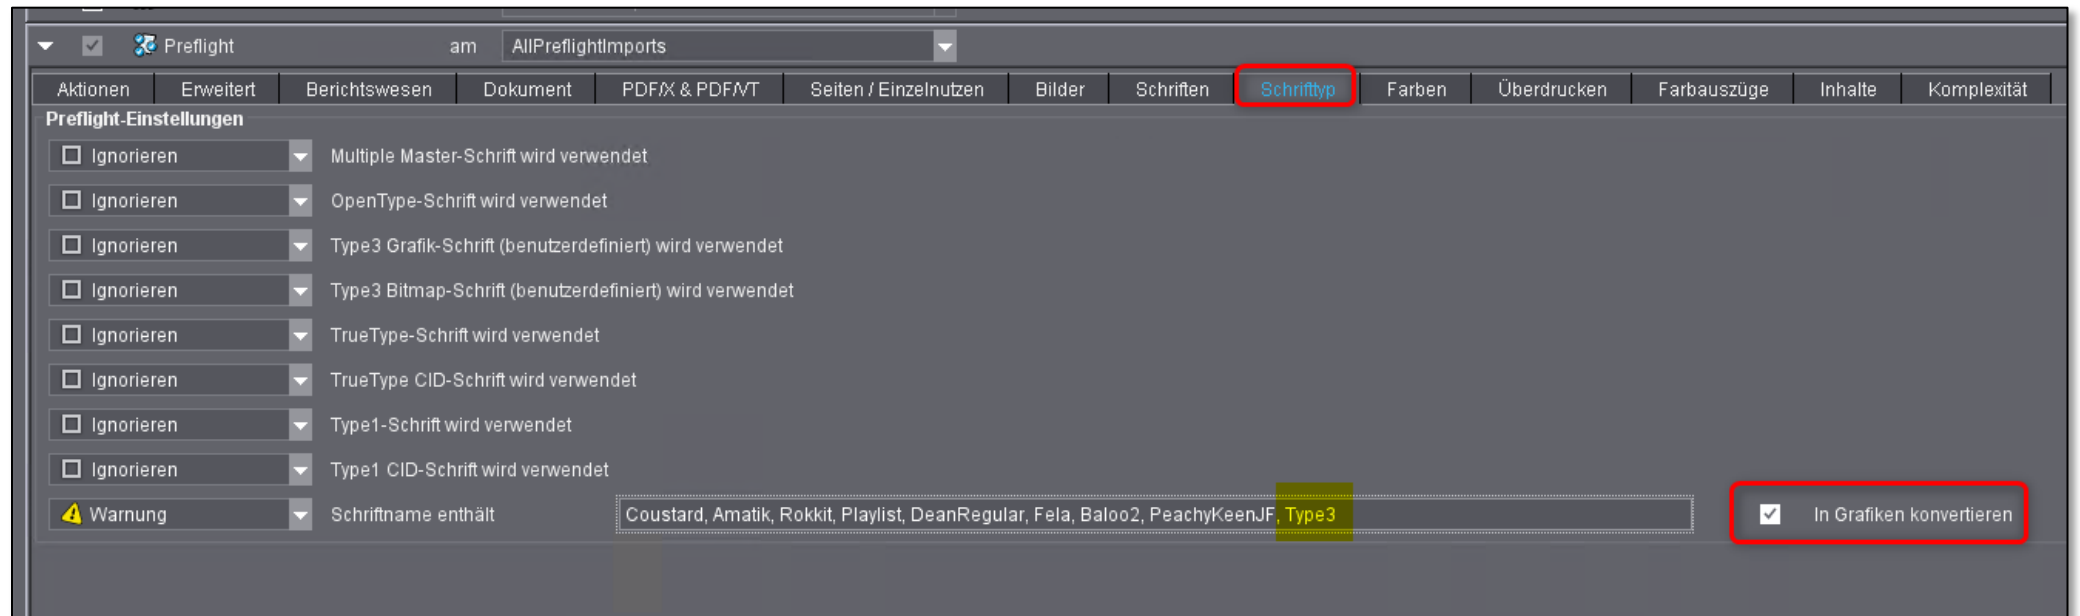 Preflight am AllPreflightImports
Aktionen Erweitert Berichtswesen Dokument PDF/X & PDF/VT Seiten / Einzelnutzen Bilder Schriften Schrifttyp Farben Überdrucken Farbauszüge Inhalte Komplexität
Preflight-Einstellungen
Ignorieren Multiple Master-Schrift wird verwendet
Ignorieren OpenType-Schrift wird verwendet
Ignorieren Type3 Grafik-Schrift (benutzerdefiniert) wird verwendet
Ignorieren Type3 Bitmap-Schrift (benutzerdefiniert) wird verwendet
Ignorieren TrueType-Schrift wird verwendet
Ignorieren TrueType CID-Schrift wird verwendet
Ignorieren Type1-Schrift wird verwendet
Ignorieren Type1 CID-Schrift wird verwendet
Warnung Schriftname enthält Coustard, Amatik, Rokkit, Playlist, DeanRegular, Fela, Baloo2, PeachyKeenJF, Type3 In Grafiken konvertieren